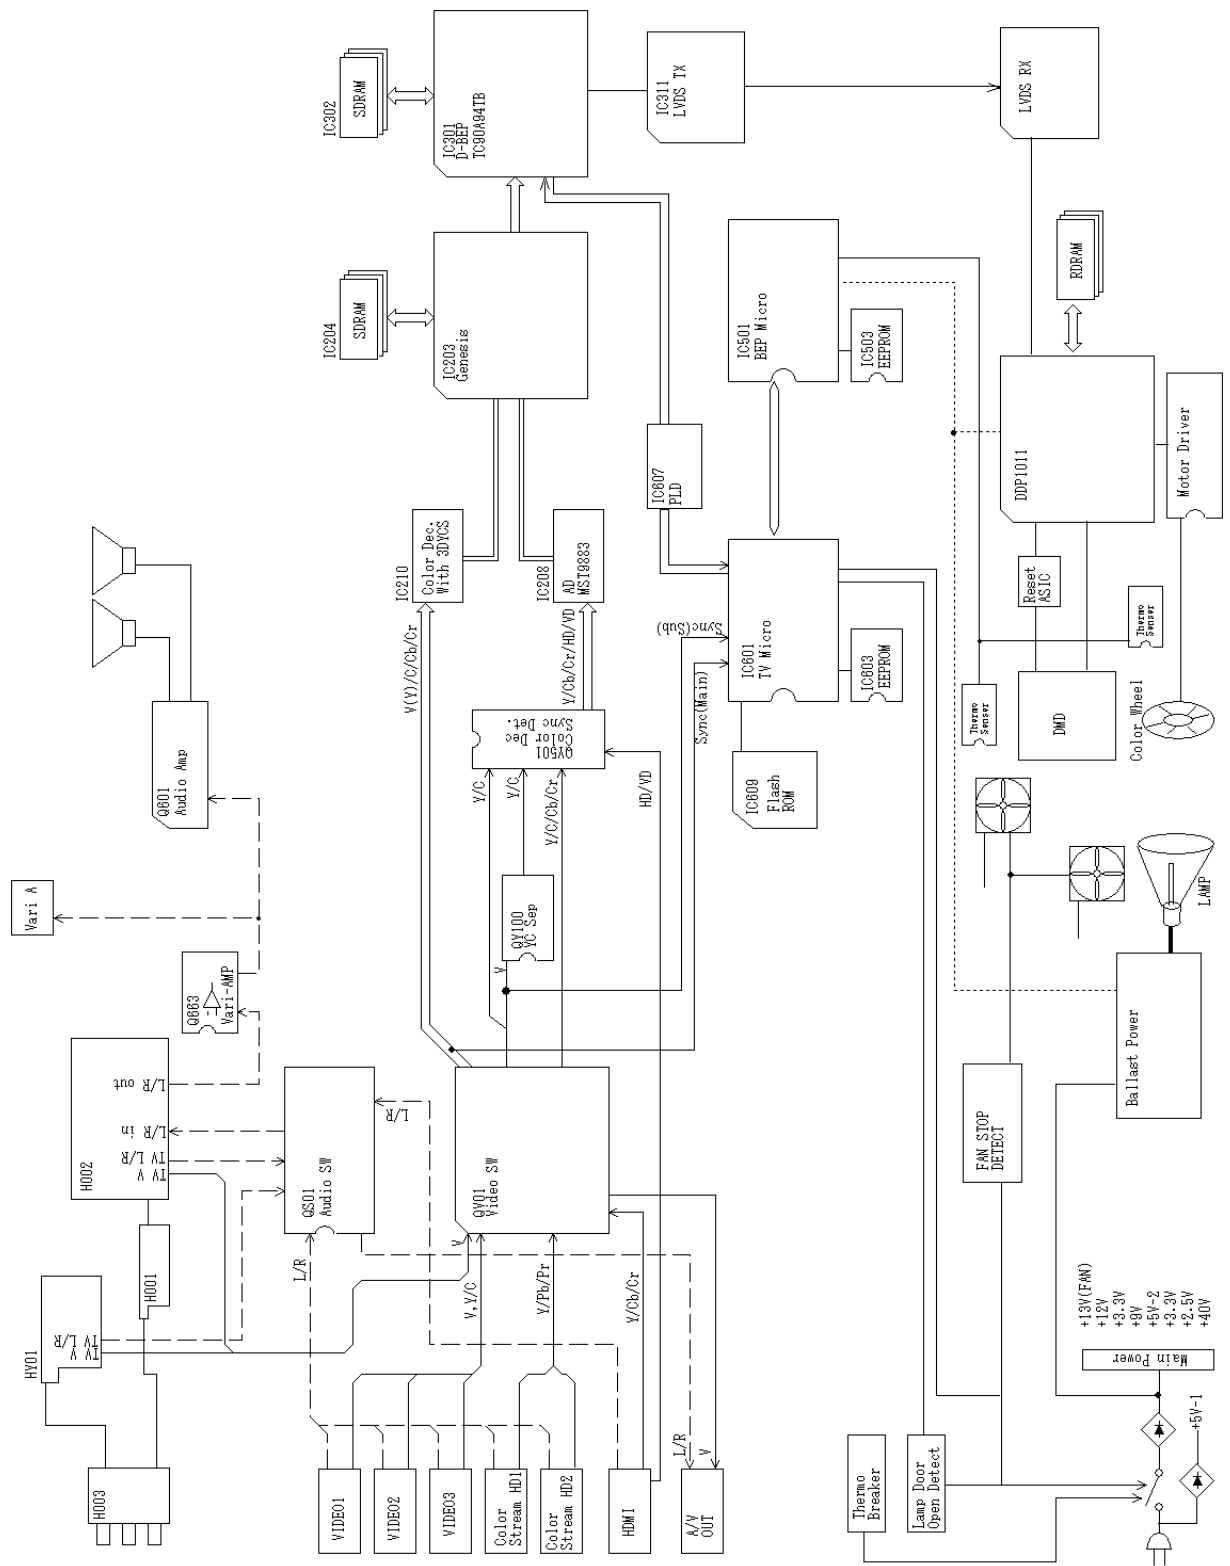 H003
HY01
TV V
TV L/R
H001
H002
TV V
TV L/R
L/R in
L/R out
Q663
Vari-AMP
Vari A
Q601
Audio Amp
VIDEO1
VIDEO2
VIDEO3
Color
Stream HD1
Color
Stream HD2
HDMI
A/V
OUT
L/R
V
L/R
QS01
Audio SW
L/R
V
V,Y/C
Y/Pb/Pr
Y/Cb/Cr
QV01
Video SW
V
QY100
YC Sep
Y/C
Y/C
Y/C/Cb/Cr
HD/VD
QY501
Color Dec
Sync Det.
V(Y)/C/Cb/Cr
Y/Cb/Cr/HD/VD
IC210
Color Dec.
With 3DYCS
IC208
AD
MST9883
IC204
SDRAM
IC203
Genesis
IC302
SDRAM
IC301
D-BEP
TC90A94TB
IC311
LVDS TX
LVDS RX
IC607
PLD
Sync(Main)
Sync(Sub)
IC601
TV Micro
IC603
EEPROM
IC609
Flash
ROM
IC501
BEP Micro
IC503
EEPROM
RDRAM
DDP1011
Motor Driver
Reset
ASIC
Thermo
Senser
Thermo
Senser
DMD
Color Wheel
LAMP
Ballast Power
FAN STOP
DETECT
Thermo
Breaker
Lamp Door
Open Detect
Main Power
+13V(FAN)
+12V
+3.3V
+9V
+5V-2
+3.3V
+2.5V
+40V
+5V-1